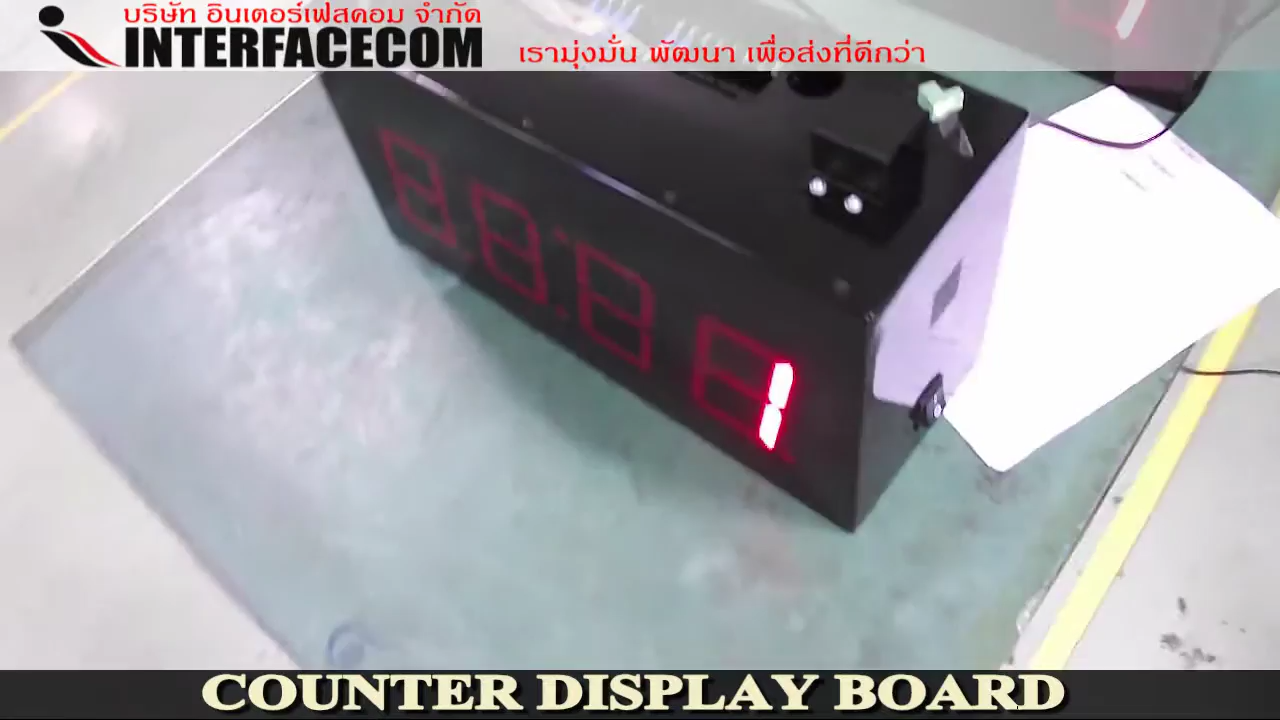 บริษัท อินเตอร์เฟสคอม จำกัด
INTERFACECOM
เรามุ่งมั่น พัฒนา เพื่อส่งที่ดีกว่า
1
COUNTER DISPLAY BOARD